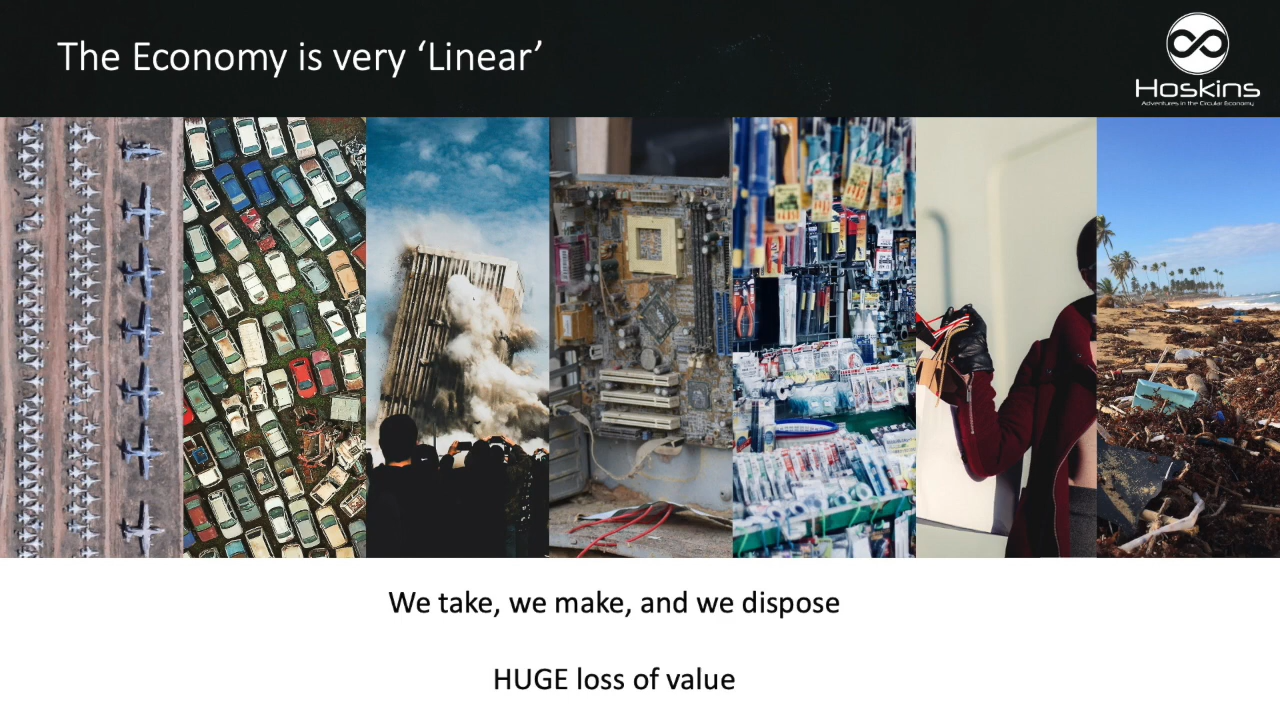 The Economy is very ‘Linear’
Hoskins
Adventures in the Circular Economy
We take, we make, and we dispose
HUGE loss of value